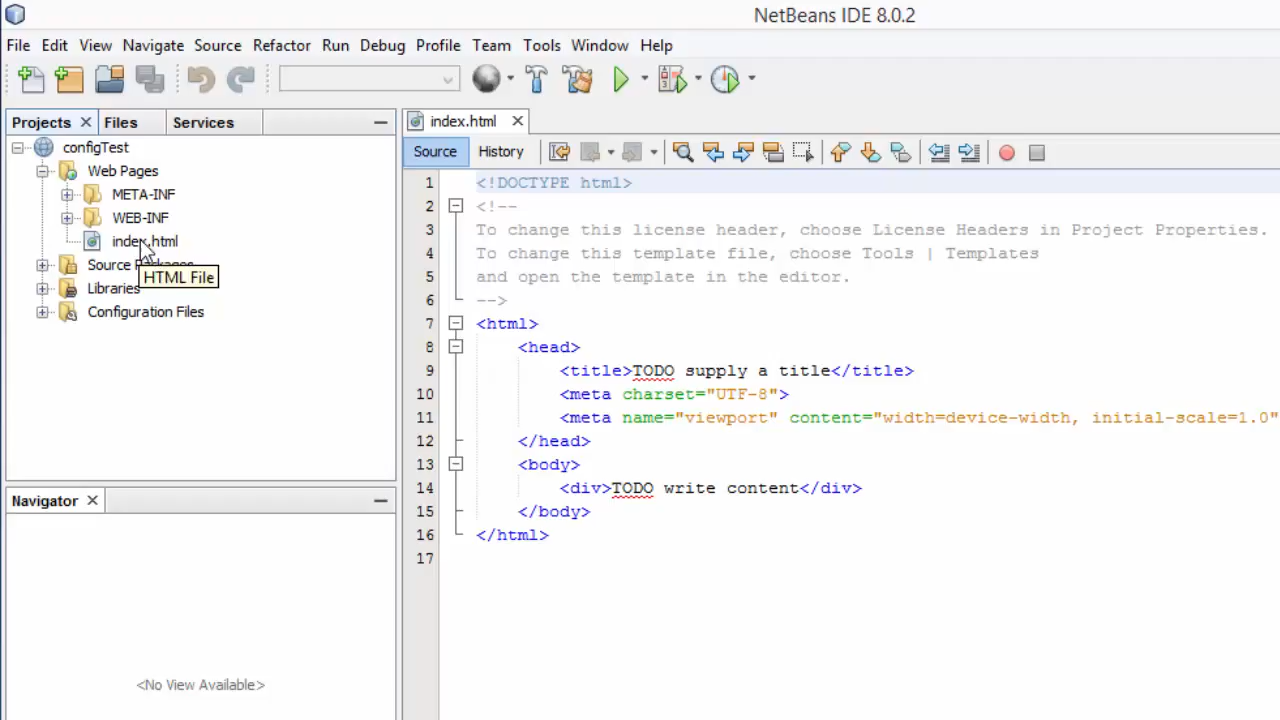 NetBeans IDE 8.0.2
File Edit View Navigate Source Refactor Run Debug Profile Team Tools Window Help
Projects Files Services
configTest
Web Pages
META-INF
WEB-INF
index.html
Source Packages
HTML File
Libraries
Configuration Files
Navigator
<No View Available>
index.html
Source History
1 <!DOCTYPE html>
2 <!--
3 To change this license header, choose License Headers in Project Properties.
4 To change this template file, choose Tools | Templates
5 and open the template in the editor.
6 -->
7 <html>
8 <head>
9 <title>TODO supply a title</title>
10 <meta charset="UTF-8">
11 <meta name="viewport" content="width=device-width, initial-scale=1.0"
12 </head>
13 <body>
14 <div>TODO write content</div>
15 </body>
16 </html>
17